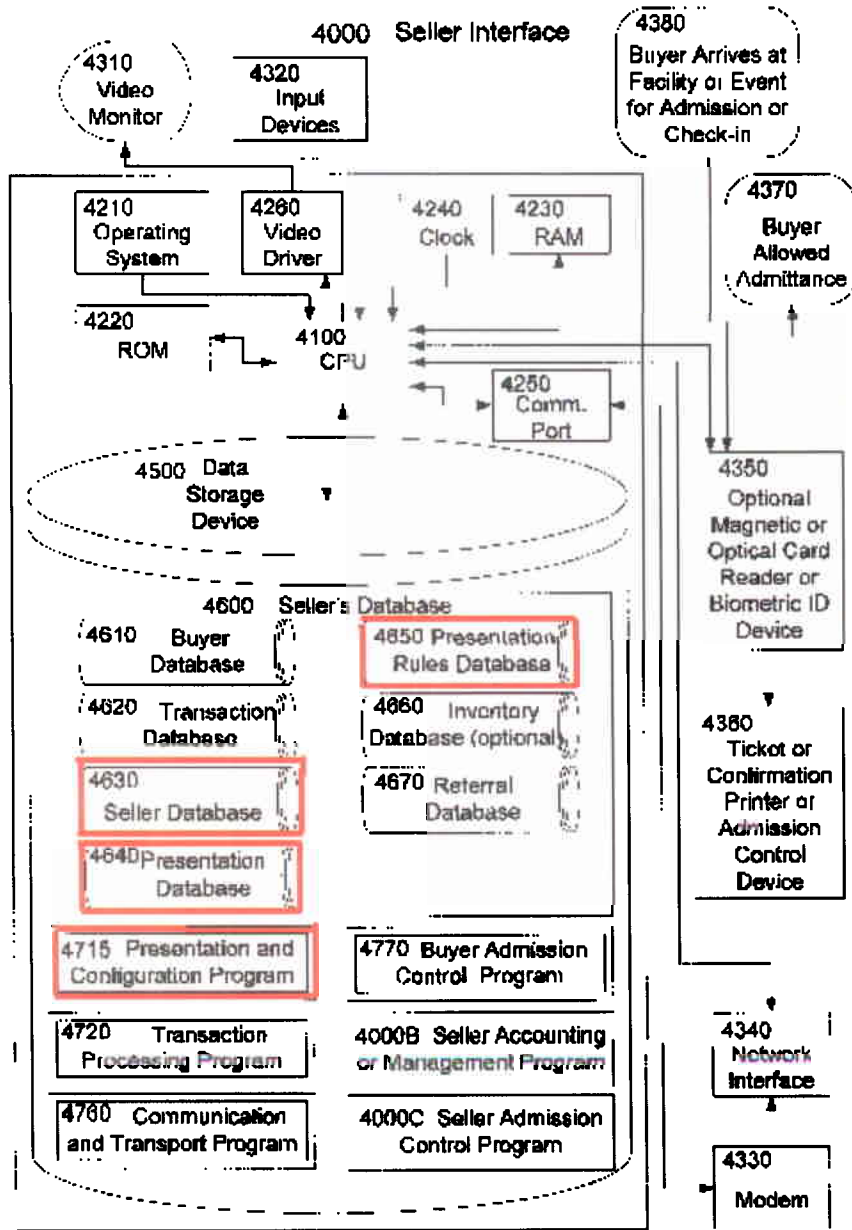 4000 Seller Interface
4310
Video
Monitor
4320
Input
Devices
4380
Buyer Arrives at
Facility or Event
for Admission or
Check-in
4370
Buyer
Allowed
Admittance
4210
Operating
System
4260
Video
Driver
4240
Clock
4230
RAM
4220
ROM
4100
CPU
4250
Comm.
Port
4500 Data
Storage
Device
4350
Optional
Magnetic or
Optical Card
Reader or
Biometric ID
Device
4600 Seller's Database
4610 Buyer
Database
4650 Presentation
Rules Database
4620 Transaction
Database
4660 Inventory
Database (optional)
4630
Seller Database
4670 Referral
Database
4640 Presentation
Database
4360
Ticket or
Confirmation
Printer or
Admission
Control
Device
4715 Presentation and
Configuration Program
4770 Buyer Admission
Control Program
4720 Transaction
Processing Program
4000B Seller Accounting
or Management Program
4340
Network
Interface
4760 Communication
and Transport Program
4000C Seller Admission
Control Program
4330
Modem